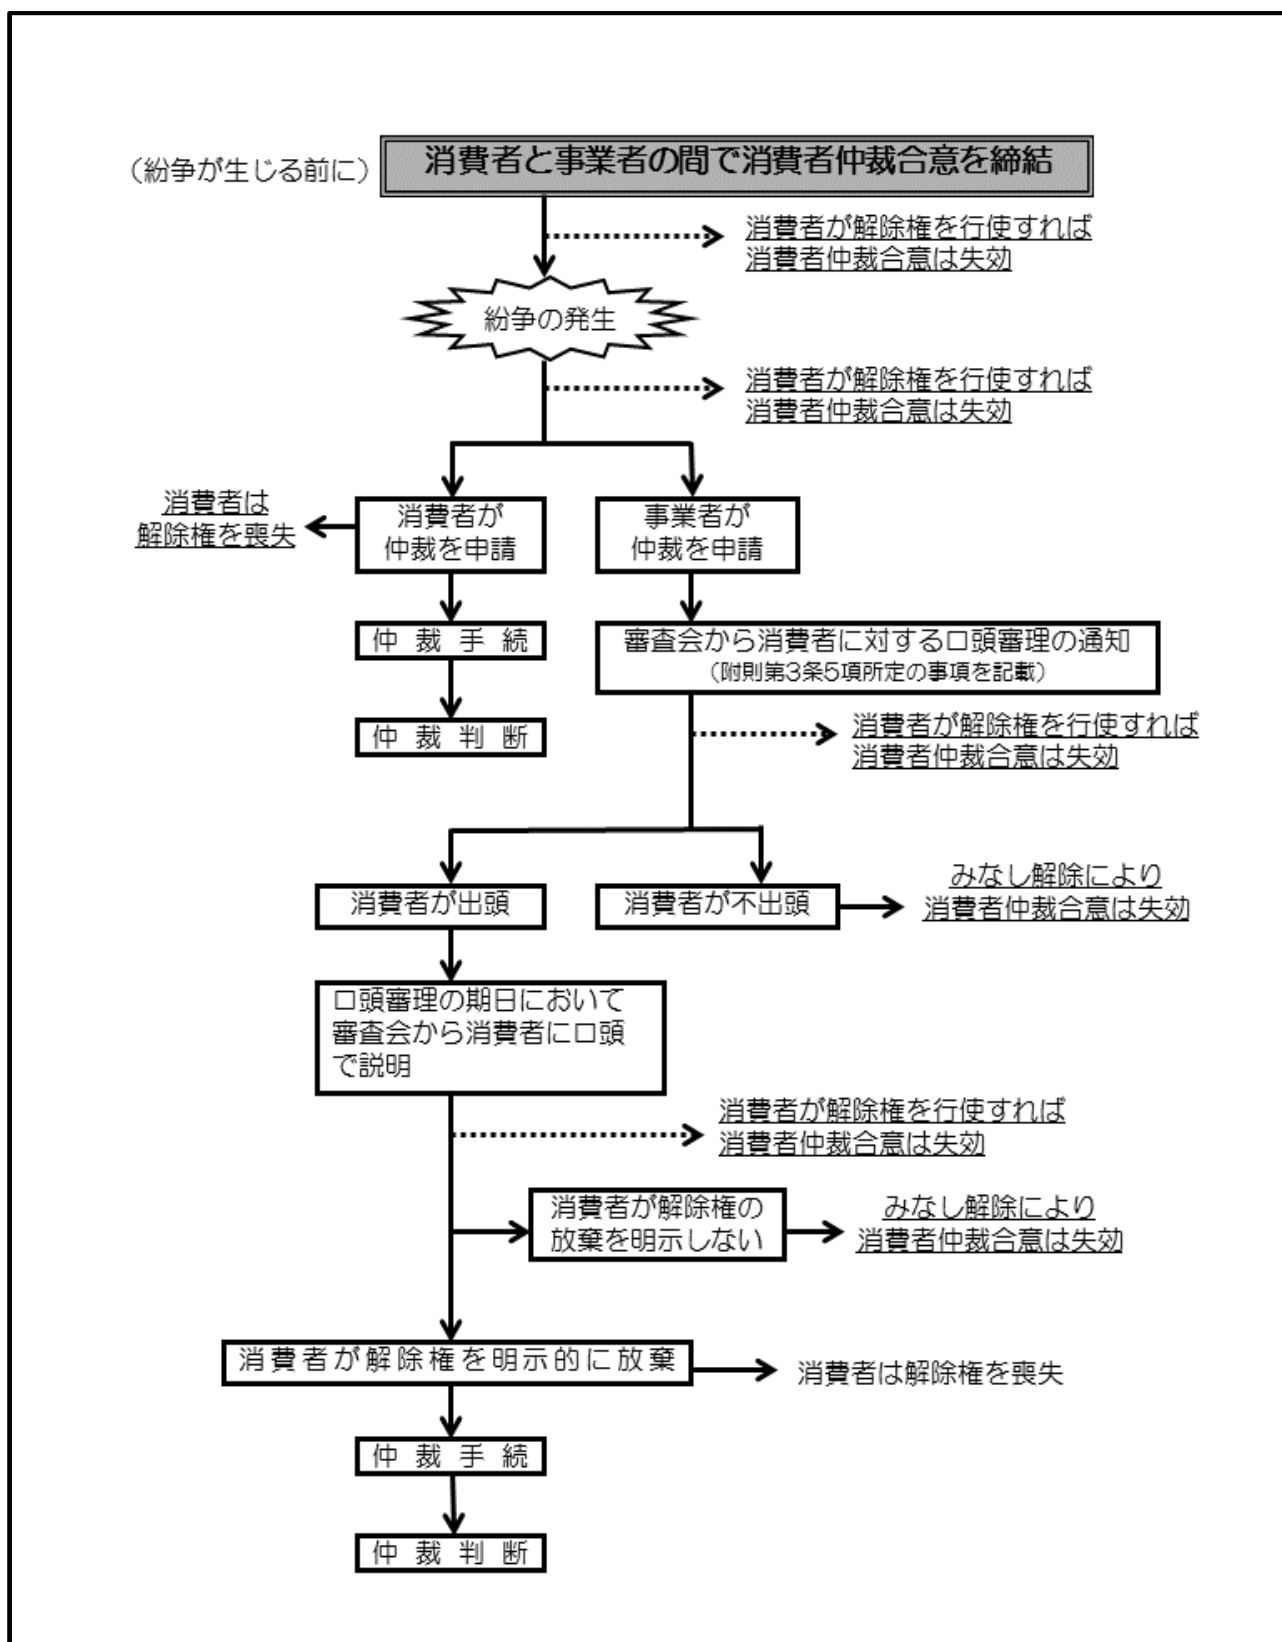 (紛争が生じる前に)
消費者と事業者の間で消費者仲裁合意を締結
消費者が解除権を行使すれば
消費者仲裁合意は失効
紛争の発生
消費者が解除権を行使すれば
消費者仲裁合意は失効
消費者は
解除権を喪失
消費者が
仲裁を申請
事業者が
仲裁を申請
仲裁手続
審査会から消費者に対する口頭審理の通知
(附則第3条5項所定の事項を記載)
仲裁判断
消費者が解除権を行使すれば
消費者仲裁合意は失効
消費者が出頭
消費者が不出頭
みなし解除により
消費者仲裁合意は失効
口頭審理の期日において
審査会から消費者に口頭
で説明
消費者が解除権を行使すれば
消費者仲裁合意は失効
消費者が解除権の
放棄を明示しない
みなし解除により
消費者仲裁合意は失効
消費者が解除権を明示的に放棄
消費者は解除権を喪失
仲裁手続
仲裁判断